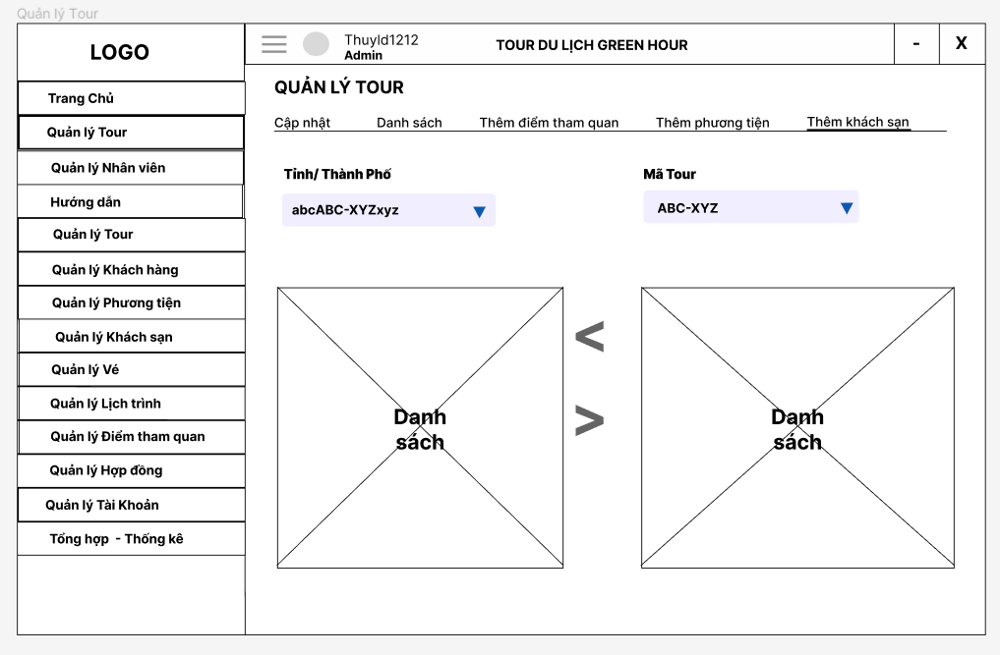 Quản lý Tour
LOGO
Thuyld1212
Admin
TOUR DU LỊCH GREEN HOUR
-
X
Trang Chủ
Quản lý Tour
Quản lý Nhân viên
Hướng dẫn
Quản lý Tour
Quản lý Khách hàng
Quản lý Phương tiện
Quản lý Khách sạn
Quản lý Vé
Quản lý Lịch trình
Quản lý Điểm tham quan
Quản lý Hợp đồng
Quản lý Tài Khoản
Tổng hợp - Thống kê
QUẢN LÝ TOUR
Cập nhật Danh sách Thêm điểm tham quan Thêm phương tiện Thêm khách sạn
Tỉnh/ Thành Phố
Mã Tour
abcABC-XYZxyz
ABC-XYZ
Danh
sách
<
>
Danh
sách